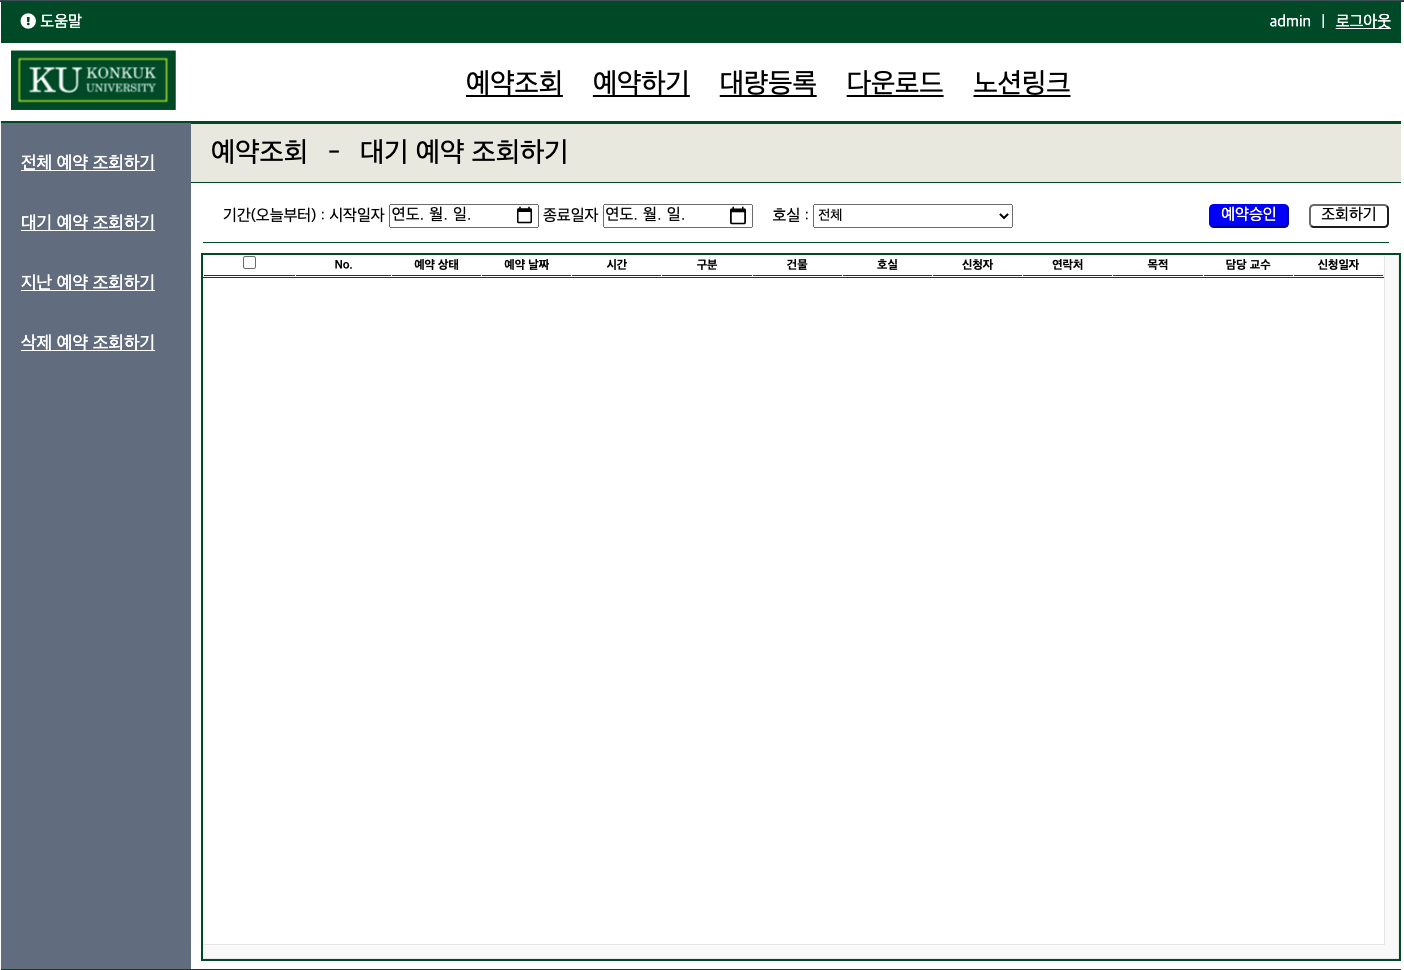 도움말
admin | 로그아웃
KU KONKUK UNIVERSITY
예약조회 예약하기 대량등록 다운로드 노션링크
전체 예약 조회하기
대기 예약 조회하기
지난 예약 조회하기
삭제 예약 조회하기
예약조회 - 대기 예약 조회하기
기간(오늘부터) : 시작일자 연도. 월. 일. 종료일자 연도. 월. 일. 호실 : 전체 예약승인 조회하기
No. 예약 상태 예약 날짜 시간 구분 건물 호실 신청자 연락처 목적 담당 교수 신청일자